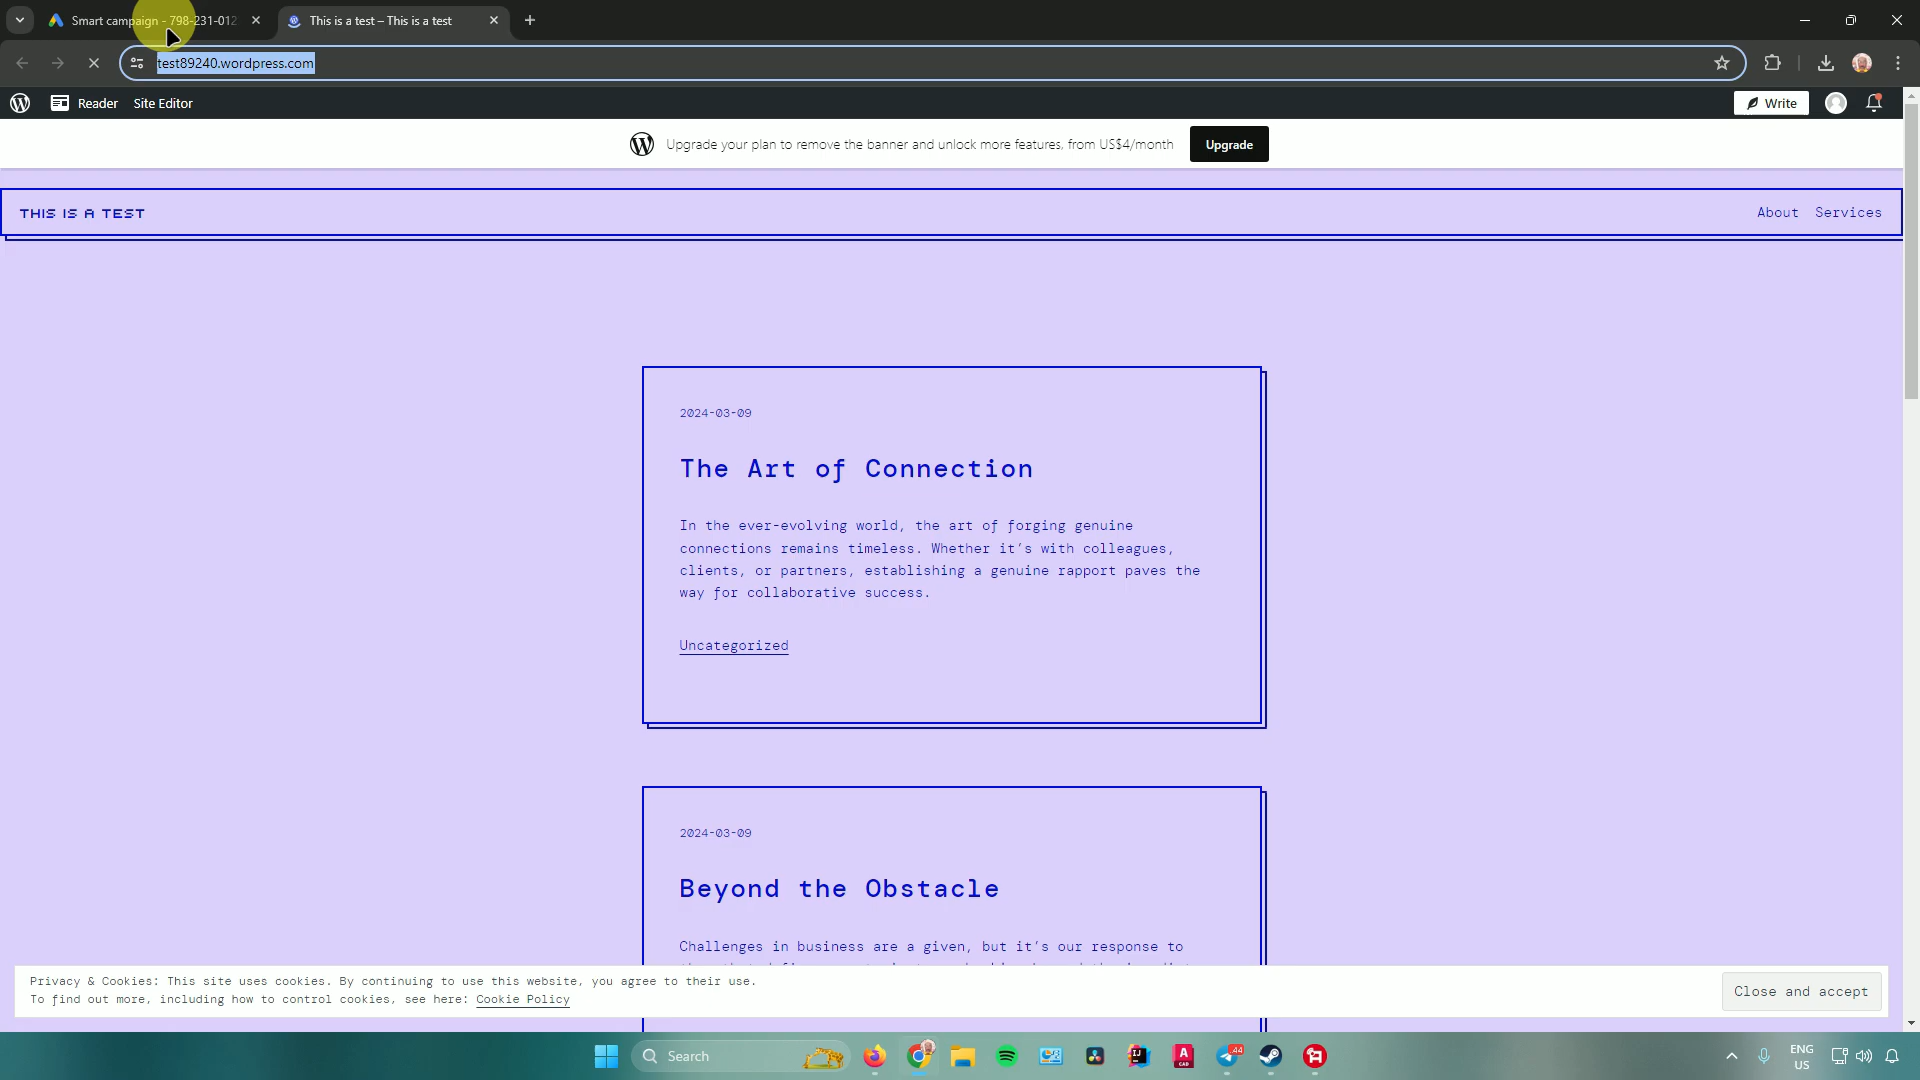 Smart campaign - 798-231-012
This is a test – This is a test
test89240.wordpress.com
Reader
Site Editor
Write
Upgrade your plan to remove the banner and unlock more features, from US$4/month
Upgrade
THIS IS A TEST
About
Services
2024-03-09
The Art of Connection
In the ever-evolving world, the art of forging genuine
connections remains timeless. Whether it's with colleagues,
clients, or partners, establishing a genuine rapport paves the
way for collaborative success.
Uncategorized
2024-03-09
Beyond the Obstacle
Challenges in business are a given, but it's our response to
Privacy & Cookies: This site uses cookies. By continuing to use this website, you agree to their use.
To find out more, including how to control cookies, see here: Cookie Policy
Close and accept
Search
44
ENG
US